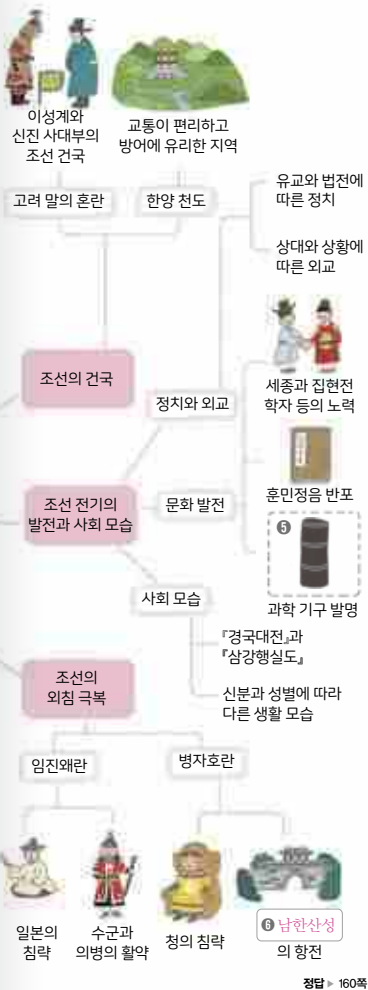 이성계와
신진 사대부의
조선 건국
교통이 편리하고
방어에 유리한 지역
고려 말의 혼란
한양 천도
유교와 법전에
따른 정치
상대와 상황에
따른 외교
조선의 건국
정치와 외교
세종과 집현전
학자 등의 노력
훈민정음 반포
조선 전기의
발전과 사회 모습
문화 발전
❺
과학 기구 발명
사회 모습
『경국대전』과
『삼강행실도』
신분과 성별에 따라
다른 생활 모습
조선의
외침 극복
임진왜란
병자호란
일본의
침략
수군과
의병의 활약
청의 침략
❻ 남한산성
의 항전
정답 ▶ 160쪽